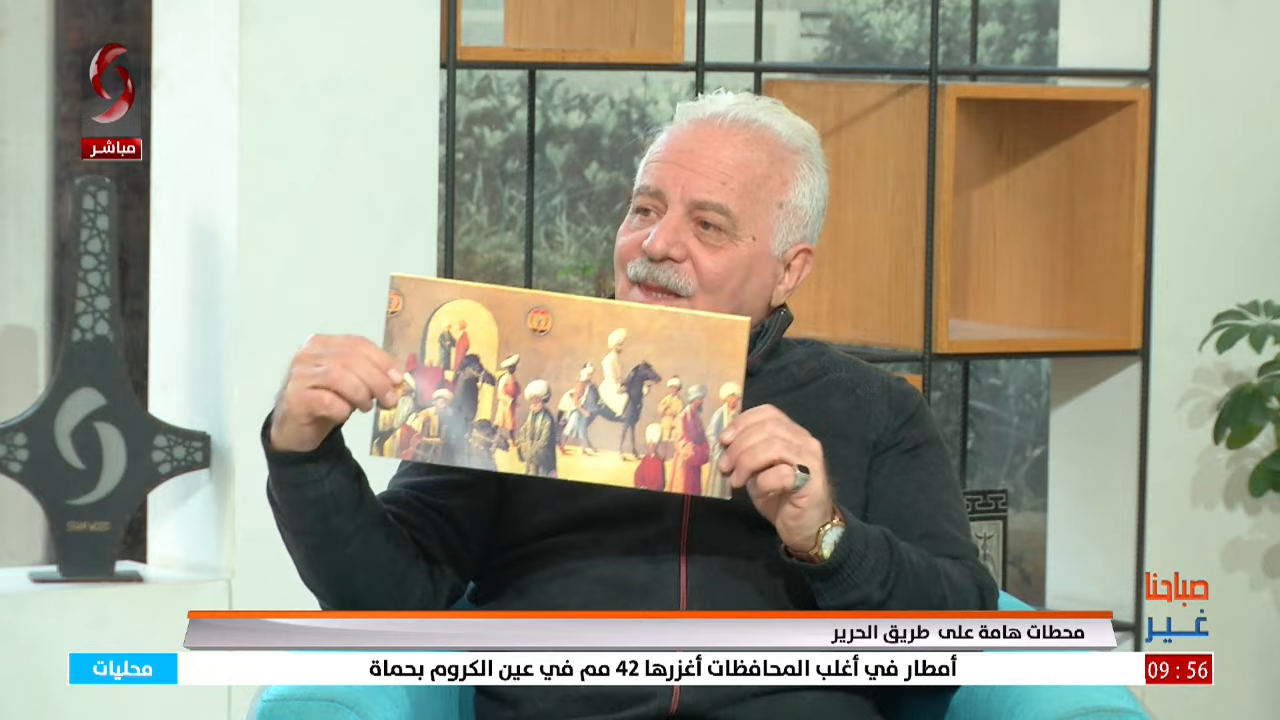 مباشر
صباحنا
غير
محطات هامة على طريق الحرير
محليات
أمطار في أغلب المحافظات أغزرها 42 مم في عين الكروم بحماة
09 : 56